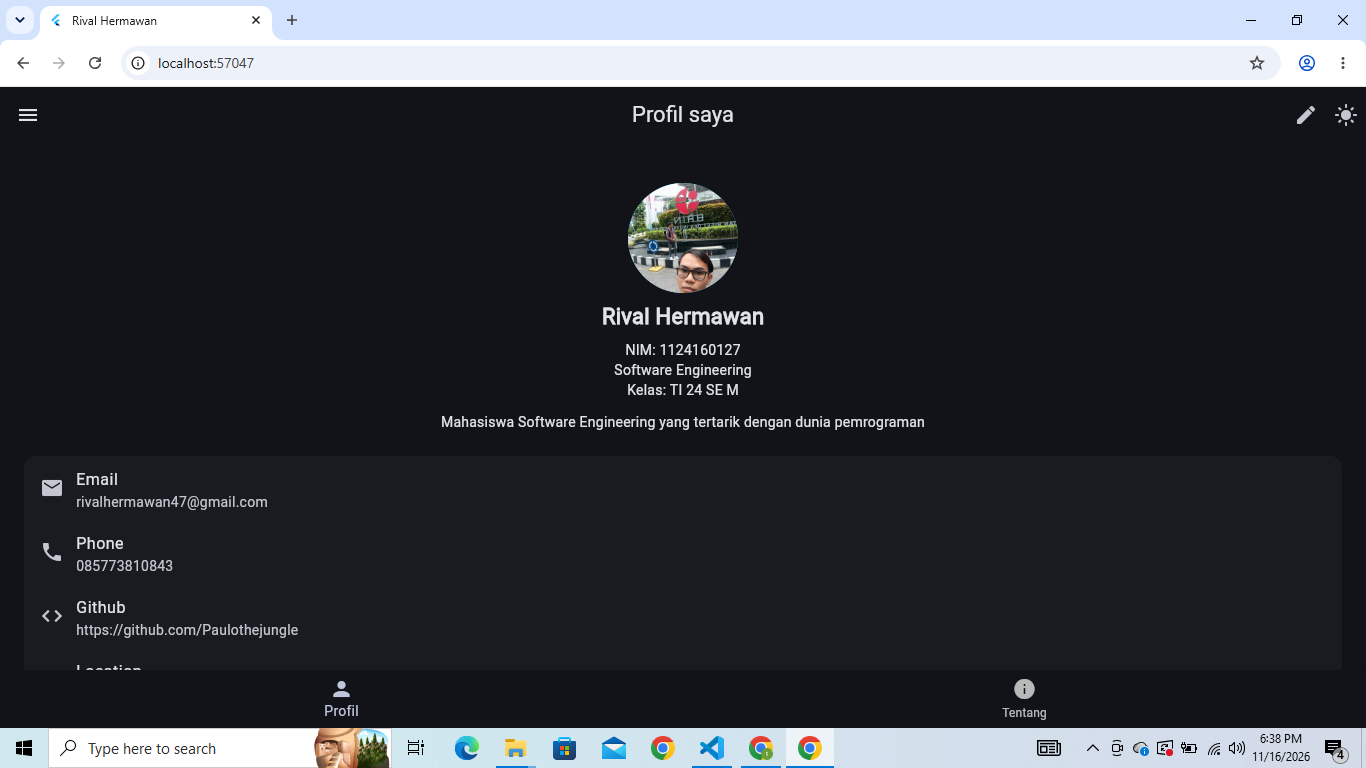 Rival Hermawan
localhost:57047
Profil saya
Rival Hermawan
NIM: 1124160127
Software Engineering
Kelas: TI 24 SE M
Mahasiswa Software Engineering yang tertarik dengan dunia pemrograman
Email
rivalhermawan47@gmail.com
Phone
085773810843
Github
https://github.com/Paulothejungle
Location
Profil
Tentang
Type here to search
6:38 PM
11/16/2026
4